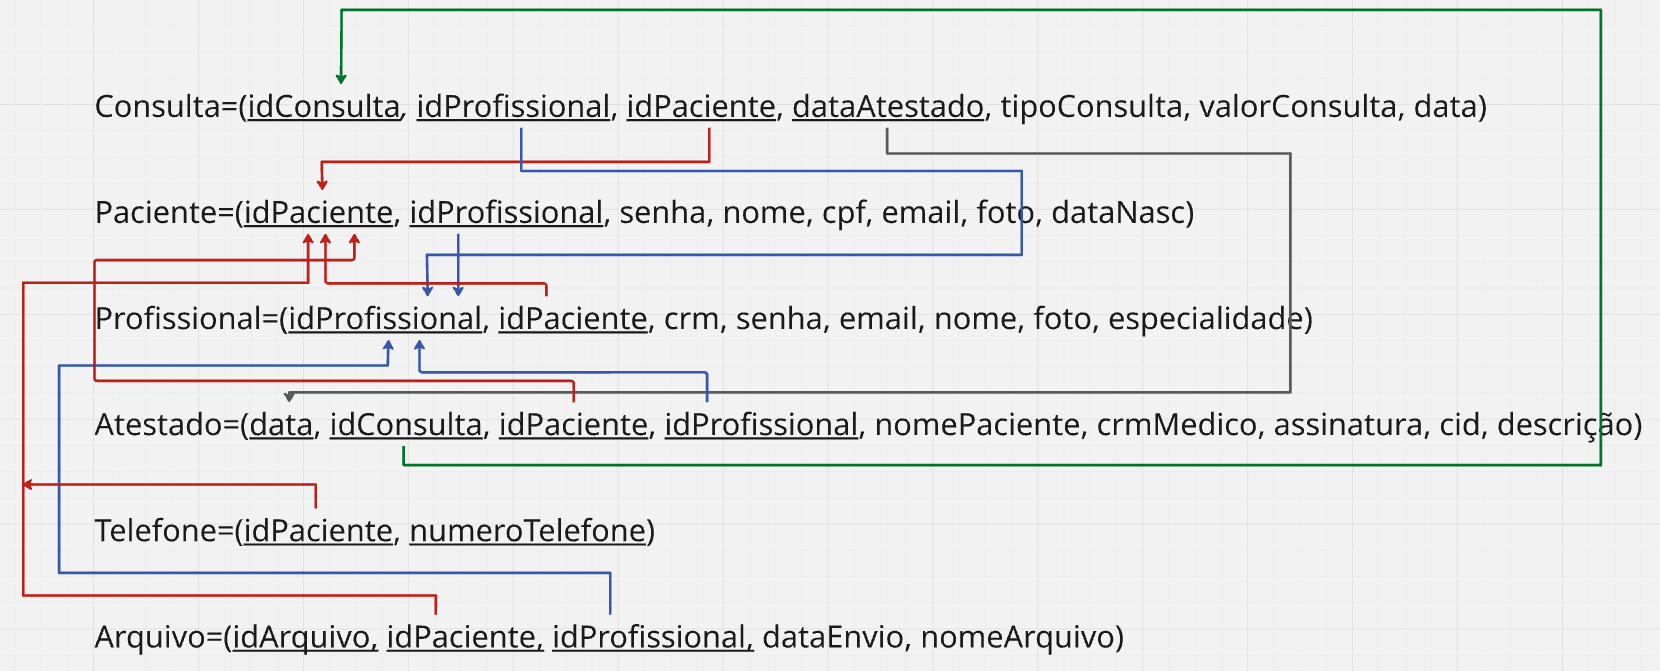 Consulta=(idConsulta, idProfissional, idPaciente, dataAtestado, tipoConsulta, valorConsulta, data)
Paciente=(idPaciente, idProfissional, senha, nome, cpf, email, foto, dataNasc)
Profissional=(idProfissional, idPaciente, crm, senha, email, nome, foto, especialidade)
Atestado=(data, idConsulta, idPaciente, idProfissional, nomePaciente, crmMedico, assinatura, cid, descrição)
Telefone=(idPaciente, numeroTelefone)
Arquivo=(idArquivo, idPaciente, idProfissional, dataEnvio, nomeArquivo)